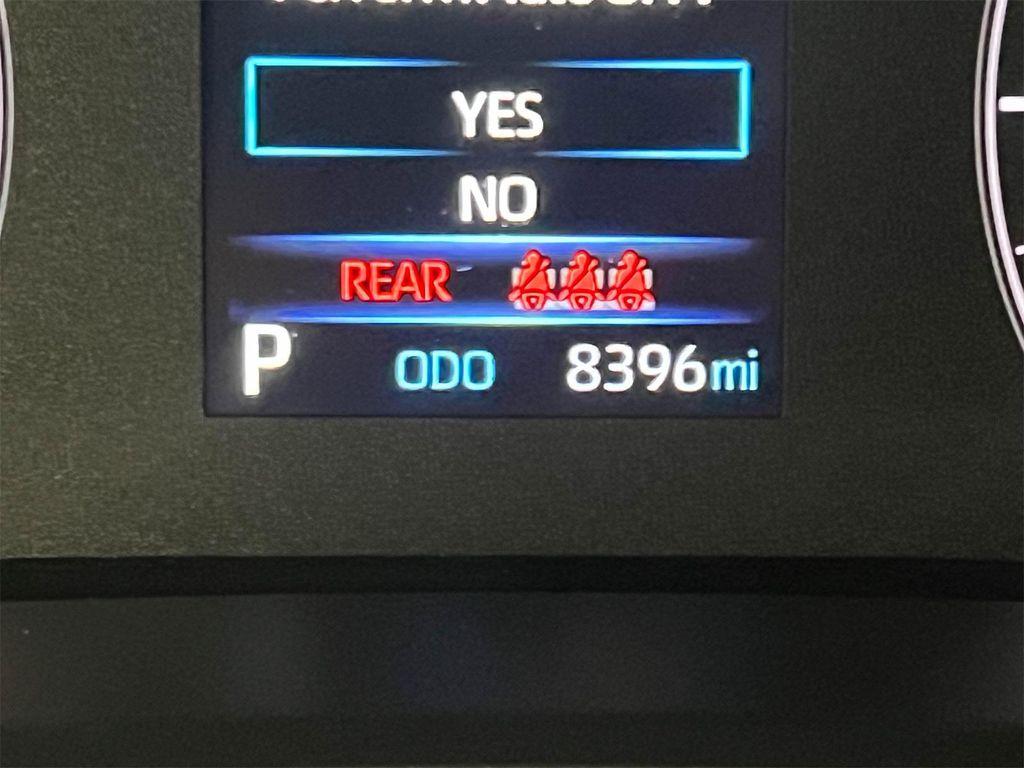 YES
NO
REAR
P ODO 8396mi